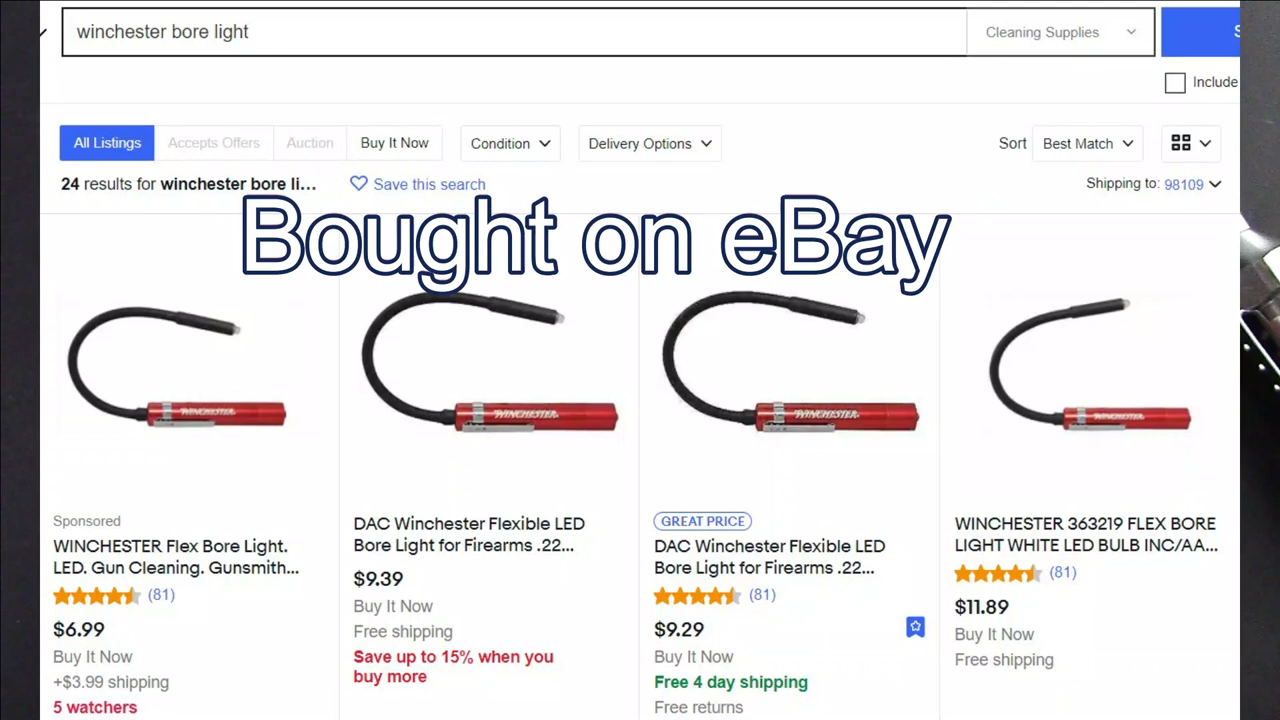 winchester bore light
Cleaning Supplies
S
Include
All Listings
Accepts Offers
Auction
Buy It Now
Condition
Delivery Options
Sort
Best Match
24 results for winchester bore li...
Save this search
Shipping to: 98109
Bought on eBay
WINCHESTER
WINCHESTER
WINCHESTER
WINCHESTER
Sponsored
WINCHESTER Flex Bore Light.
LED. Gun Cleaning. Gunsmith...
(81)
$6.99
Buy It Now
+$3.99 shipping
5 watchers
DAC Winchester Flexible LED
Bore Light for Firearms .22...
$9.39
Buy It Now
Free shipping
Save up to 15% when you
buy more
GREAT PRICE
DAC Winchester Flexible LED
Bore Light for Firearms .22...
(81)
$9.29
Buy It Now
Free 4 day shipping
Free returns
WINCHESTER 363219 FLEX BORE
LIGHT WHITE LED BULB INC/AA...
(81)
$11.89
Buy It Now
Free shipping